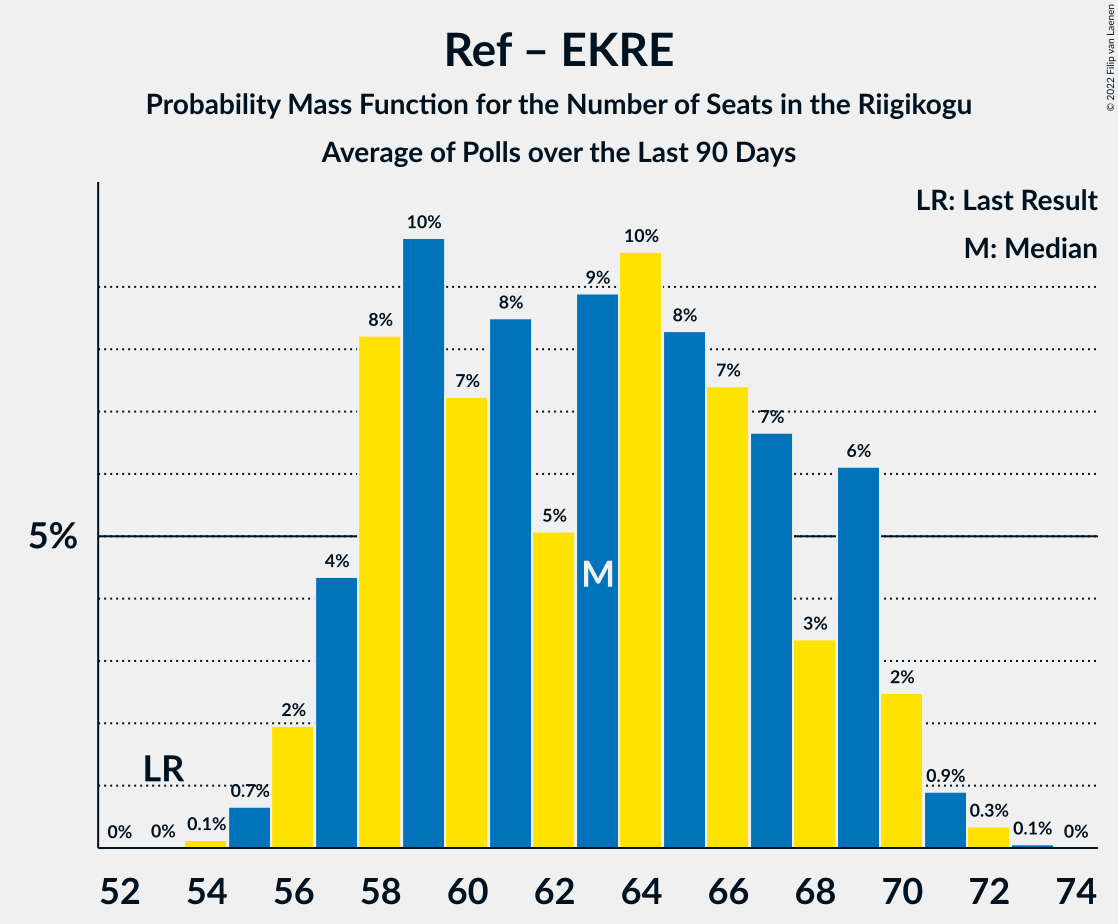 Ref – EKRE
Probability Mass Function for the Number of Seats in the Riigikogu
Average of Polls over the Last 90 Days
© 2022 Filip van Laenen
LR: Last Result
M: Median
5%
LR
M
0%
0%
0.1%
0.7%
2%
4%
8%
10%
7%
8%
5%
9%
10%
8%
7%
7%
3%
6%
2%
0.9%
0.3%
0.1%
0%
52 54 56 58 60 62 64 66 68 70 72 74